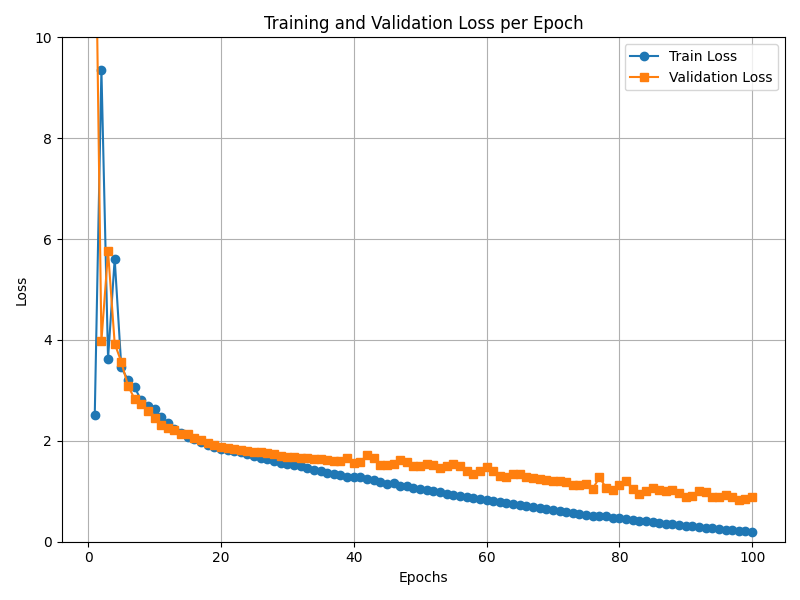 Training and Validation Loss per Epoch
10
8
6
4
2
0
Loss
Train Loss
Validation Loss
0 20 40 60 80 100
Epochs